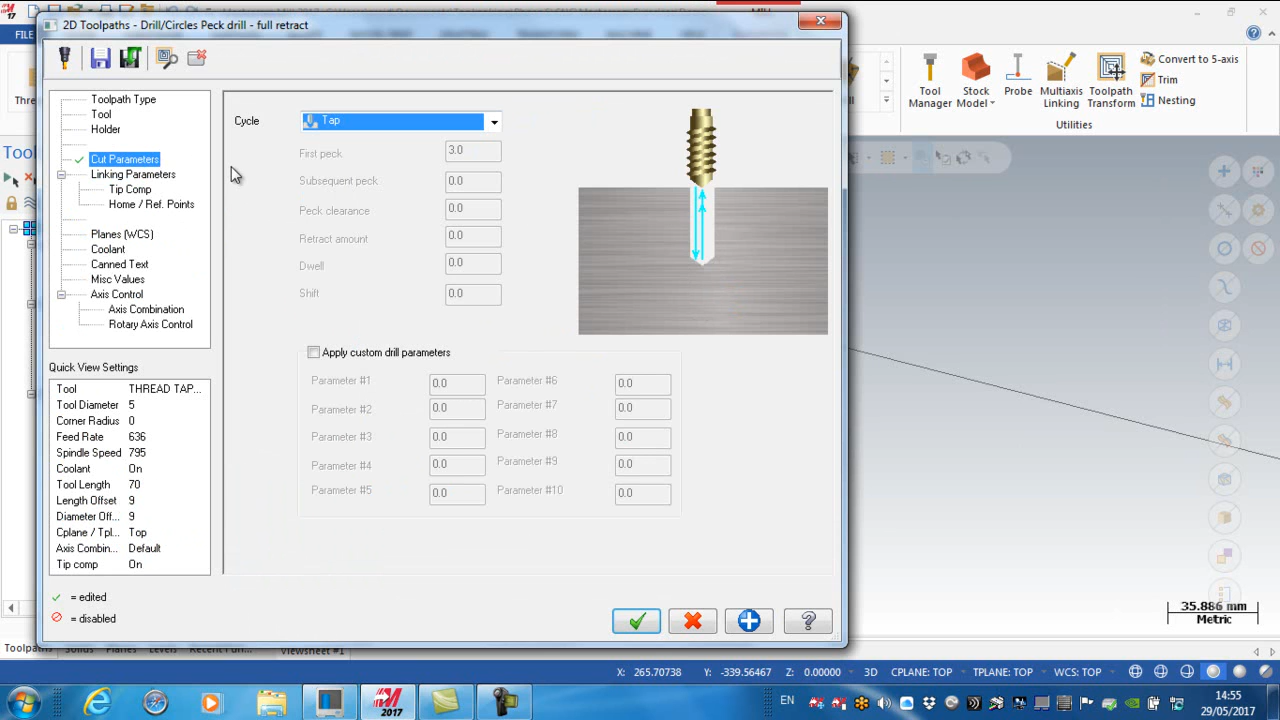 17
2D Toolpaths - Drill/Circles Peck drill - full retract
FILE
Toolpath Type
Tool
Holder
Cut Parameters
Linking Parameters
Tip Comp
Home / Ref. Points
Planes (WCS)
Coolant
Canned Text
Misc Values
Axis Control
Axis Combination
Rotary Axis Control
Quick View Settings
Tool THREAD TAP...
Tool Diameter 5
Corner Radius 0
Feed Rate 636
Spindle Speed 795
Coolant On
Tool Length 70
Length Offset 9
Diameter Off... 9
Cplane / Tpl... Top
Axis Combin... Default
Tip comp On
= edited
= disabled
Cycle Tap
First peck 3.0
Subsequent peck 0.0
Peck clearance 0.0
Retract amount 0.0
Dwell 0.0
Shift 0.0
Apply custom drill parameters
Parameter #1 0.0 Parameter #6 0.0
Parameter #2 0.0 Parameter #7 0.0
Parameter #3 0.0 Parameter #8 0.0
Parameter #4 0.0 Parameter #9 0.0
Parameter #5 0.0 Parameter #10 0.0
Tool Manager
Stock Model
Probe
Multiaxis Linking
Toolpath Transform
Convert to 5-axis
Trim
Nesting
Utilities
35.886 mm
Metric
Toolpaths Solids Planes Levels Recent Fun... Viewsheet #1
X: 265.70738 Y: -339.56467 Z: 0.00000 3D CPLANE: TOP TPLANE: TOP WCS: TOP
2017
EN
14:55
29/05/2017